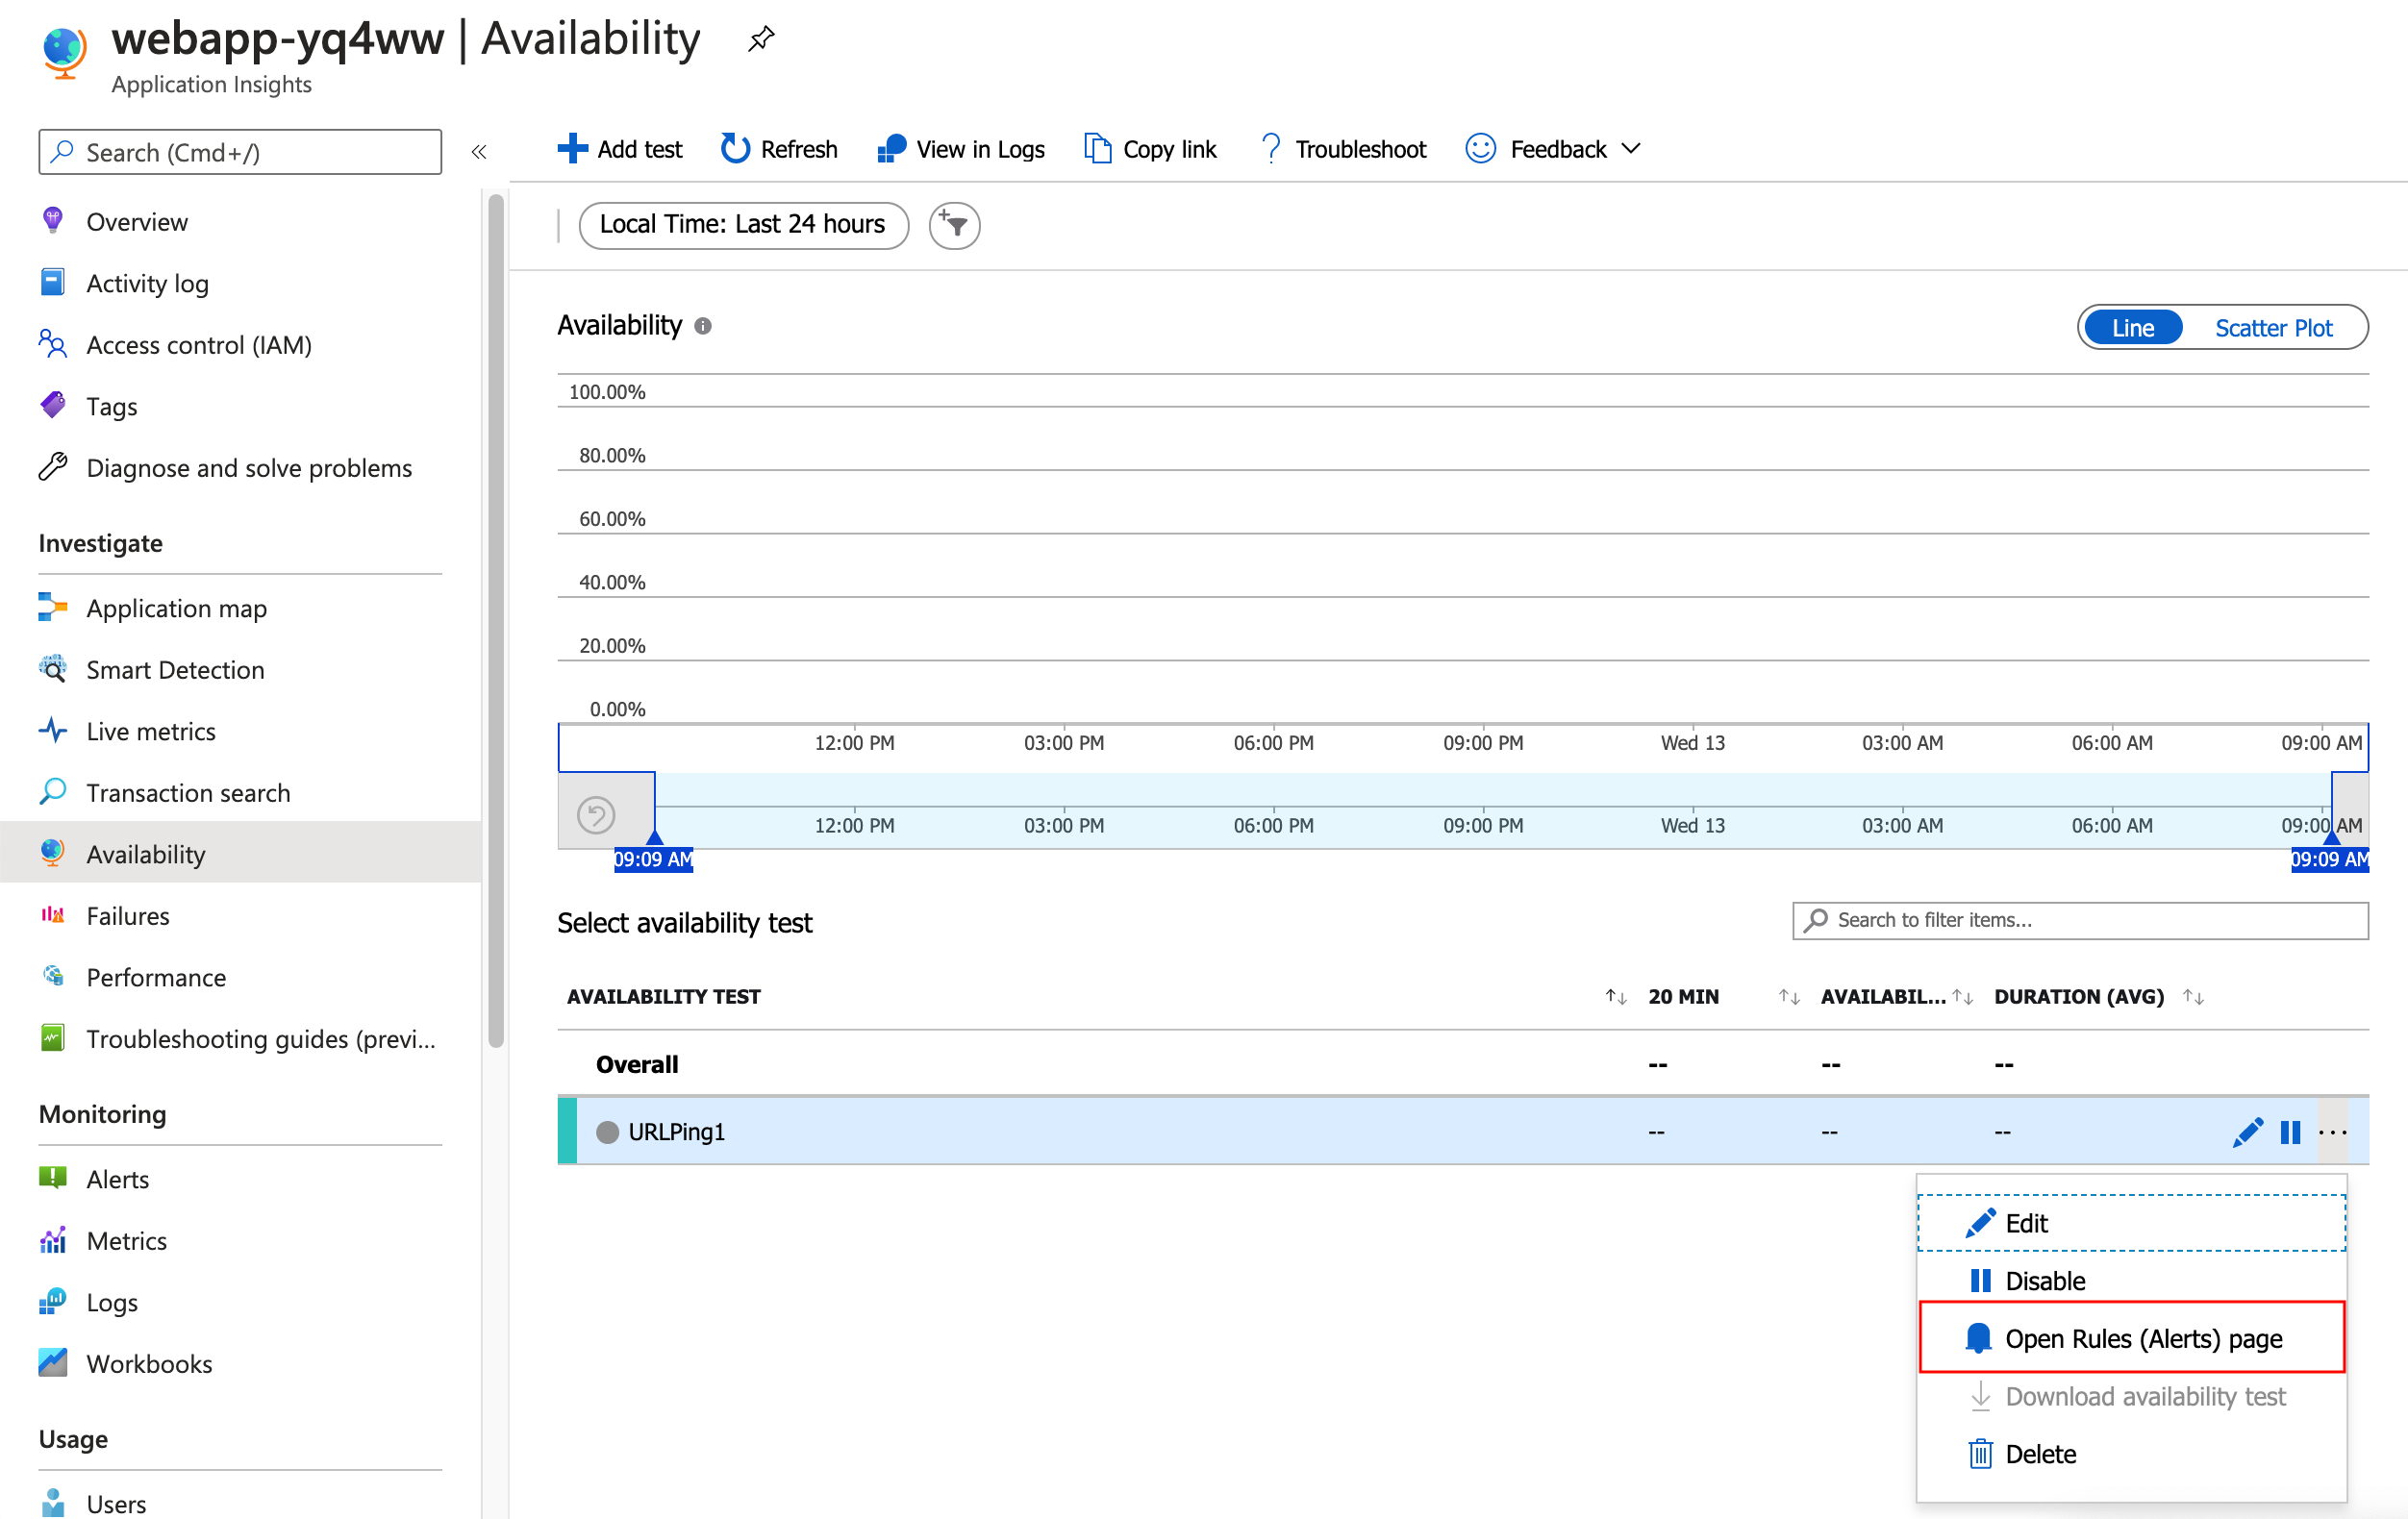 webapp-yq4ww | Availability
Application Insights
Search (Cmd+/)
«
Overview
Activity log
Access control (IAM)
Tags
Diagnose and solve problems
Investigate
Application map
Smart Detection
Live metrics
Transaction search
Availability
Failures
Performance
Troubleshooting guides (previ...
Monitoring
Alerts
Metrics
Logs
Workbooks
Usage
Users
Add test Refresh View in Logs Copy link Troubleshoot Feedback
Local Time: Last 24 hours
Availability
Line Scatter Plot
100.00%
80.00%
60.00%
40.00%
20.00%
0.00%
12:00 PM 03:00 PM 06:00 PM 09:00 PM Wed 13 03:00 AM 06:00 AM 09:00 AM
12:00 PM 03:00 PM 06:00 PM 09:00 PM Wed 13 03:00 AM 06:00 AM 09:00 AM
09:09 AM 09:09 AM
Select availability test
Search to filter items...
AVAILABILITY TEST 20 MIN AVAILABIL... DURATION (AVG)
Overall -- -- --
URLPing1 -- -- -- ...
Edit
Disable
Open Rules (Alerts) page
Download availability test
Delete